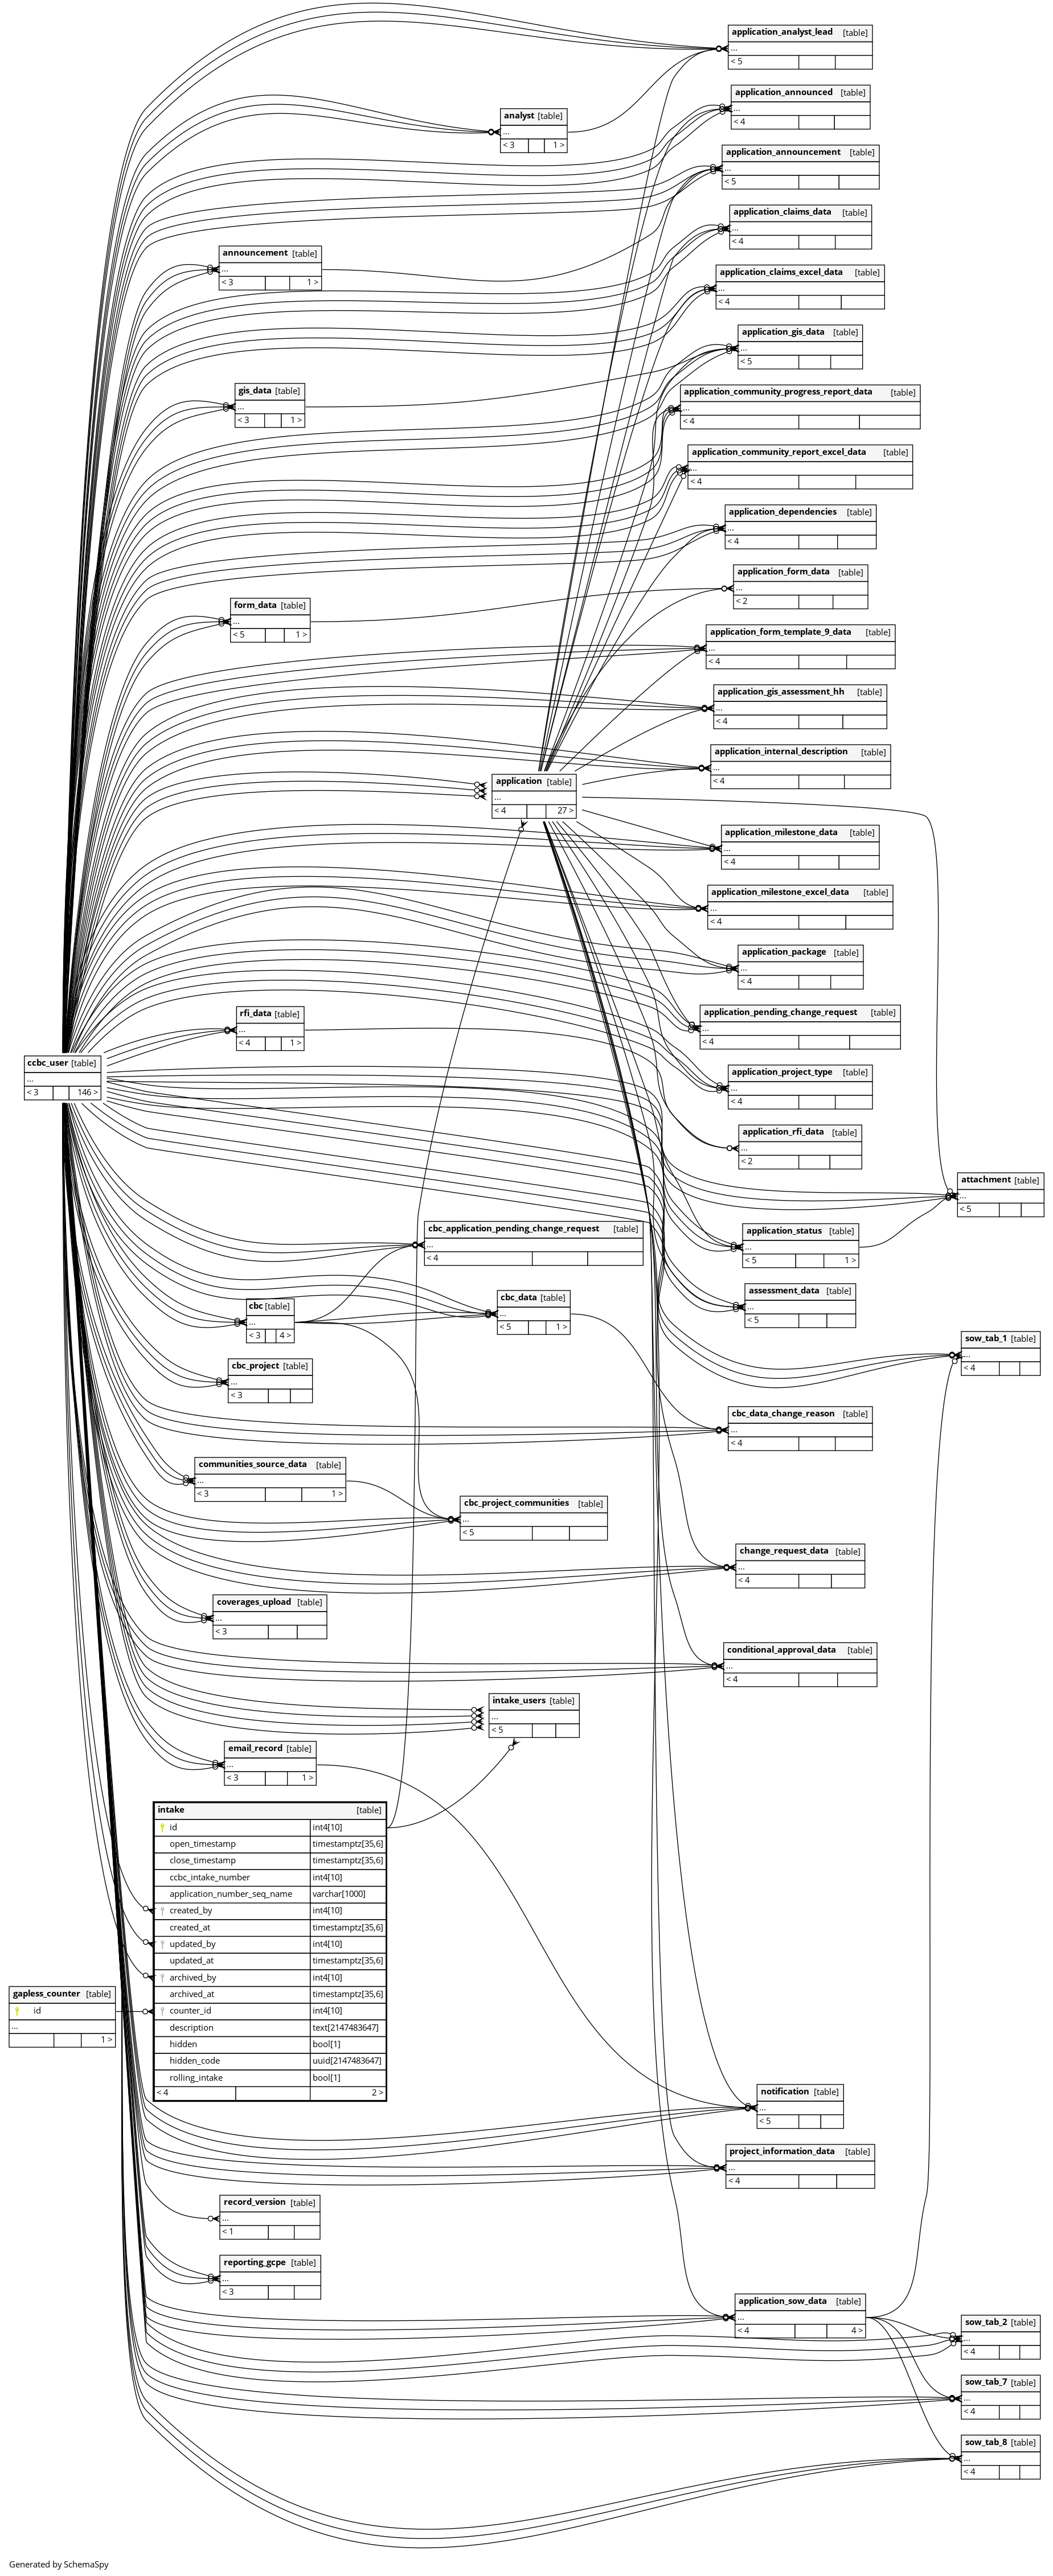 application_analyst_lead [table]
...
< 5
application_announced [table]
...
< 4
analyst [table]
...
< 3 1 >
application_announcement [table]
...
< 5
application_claims_data [table]
...
< 4
announcement [table]
...
< 3 1 >
application_claims_excel_data [table]
...
< 4
application_gis_data [table]
...
< 5
gis_data [table]
...
< 3 1 >
application_community_progress_report_data [table]
...
< 4
application_community_report_excel_data [table]
...
< 4
application_dependencies [table]
...
< 4
application_form_data [table]
...
< 2
form_data [table]
...
< 5 1 >
application_form_template_9_data [table]
...
< 4
application_gis_assessment_hh [table]
...
< 4
application_internal_description [table]
...
< 4
application [table]
...
< 4 27 >
application_milestone_data [table]
...
< 4
application_milestone_excel_data [table]
...
< 4
application_package [table]
...
< 4
application_pending_change_request [table]
...
< 4
rfi_data [table]
...
< 4 1 >
ccbc_user [table]
...
< 3 146 >
application_project_type [table]
...
< 4
application_rfi_data [table]
...
< 2
attachment [table]
...
< 5
cbc_application_pending_change_request [table]
...
< 4
application_status [table]
...
< 5 1 >
assessment_data [table]
...
< 5
cbc_data [table]
...
< 5 1 >
cbc [table]
...
< 3 4 >
sow_tab_1 [table]
...
< 4
cbc_project [table]
...
< 3
cbc_data_change_reason [table]
...
< 4
communities_source_data [table]
...
< 3 1 >
cbc_project_communities [table]
...
< 5
change_request_data [table]
...
< 4
coverages_upload [table]
...
< 3
conditional_approval_data [table]
...
< 4
intake_users [table]
...
< 5
email_record [table]
...
< 3 1 >
intake [table]
id int4[10]
open_timestamp timestamptz[35,6]
close_timestamp timestamptz[35,6]
ccbc_intake_number int4[10]
application_number_seq_name varchar[1000]
created_by int4[10]
created_at timestamptz[35,6]
updated_by int4[10]
updated_at timestamptz[35,6]
archived_by int4[10]
archived_at timestamptz[35,6]
counter_id int4[10]
description text[2147483647]
hidden bool[1]
hidden_code uuid[2147483647]
rolling_intake bool[1]
< 4 2 >
gapless_counter [table]
id
...
1 >
notification [table]
...
< 5
project_information_data [table]
...
< 4
record_version [table]
...
< 1
reporting_gcpe [table]
...
< 3
application_sow_data [table]
...
< 4 4 >
sow_tab_2 [table]
...
< 4
sow_tab_7 [table]
...
< 4
sow_tab_8 [table]
...
< 4
Generated by SchemaSpy